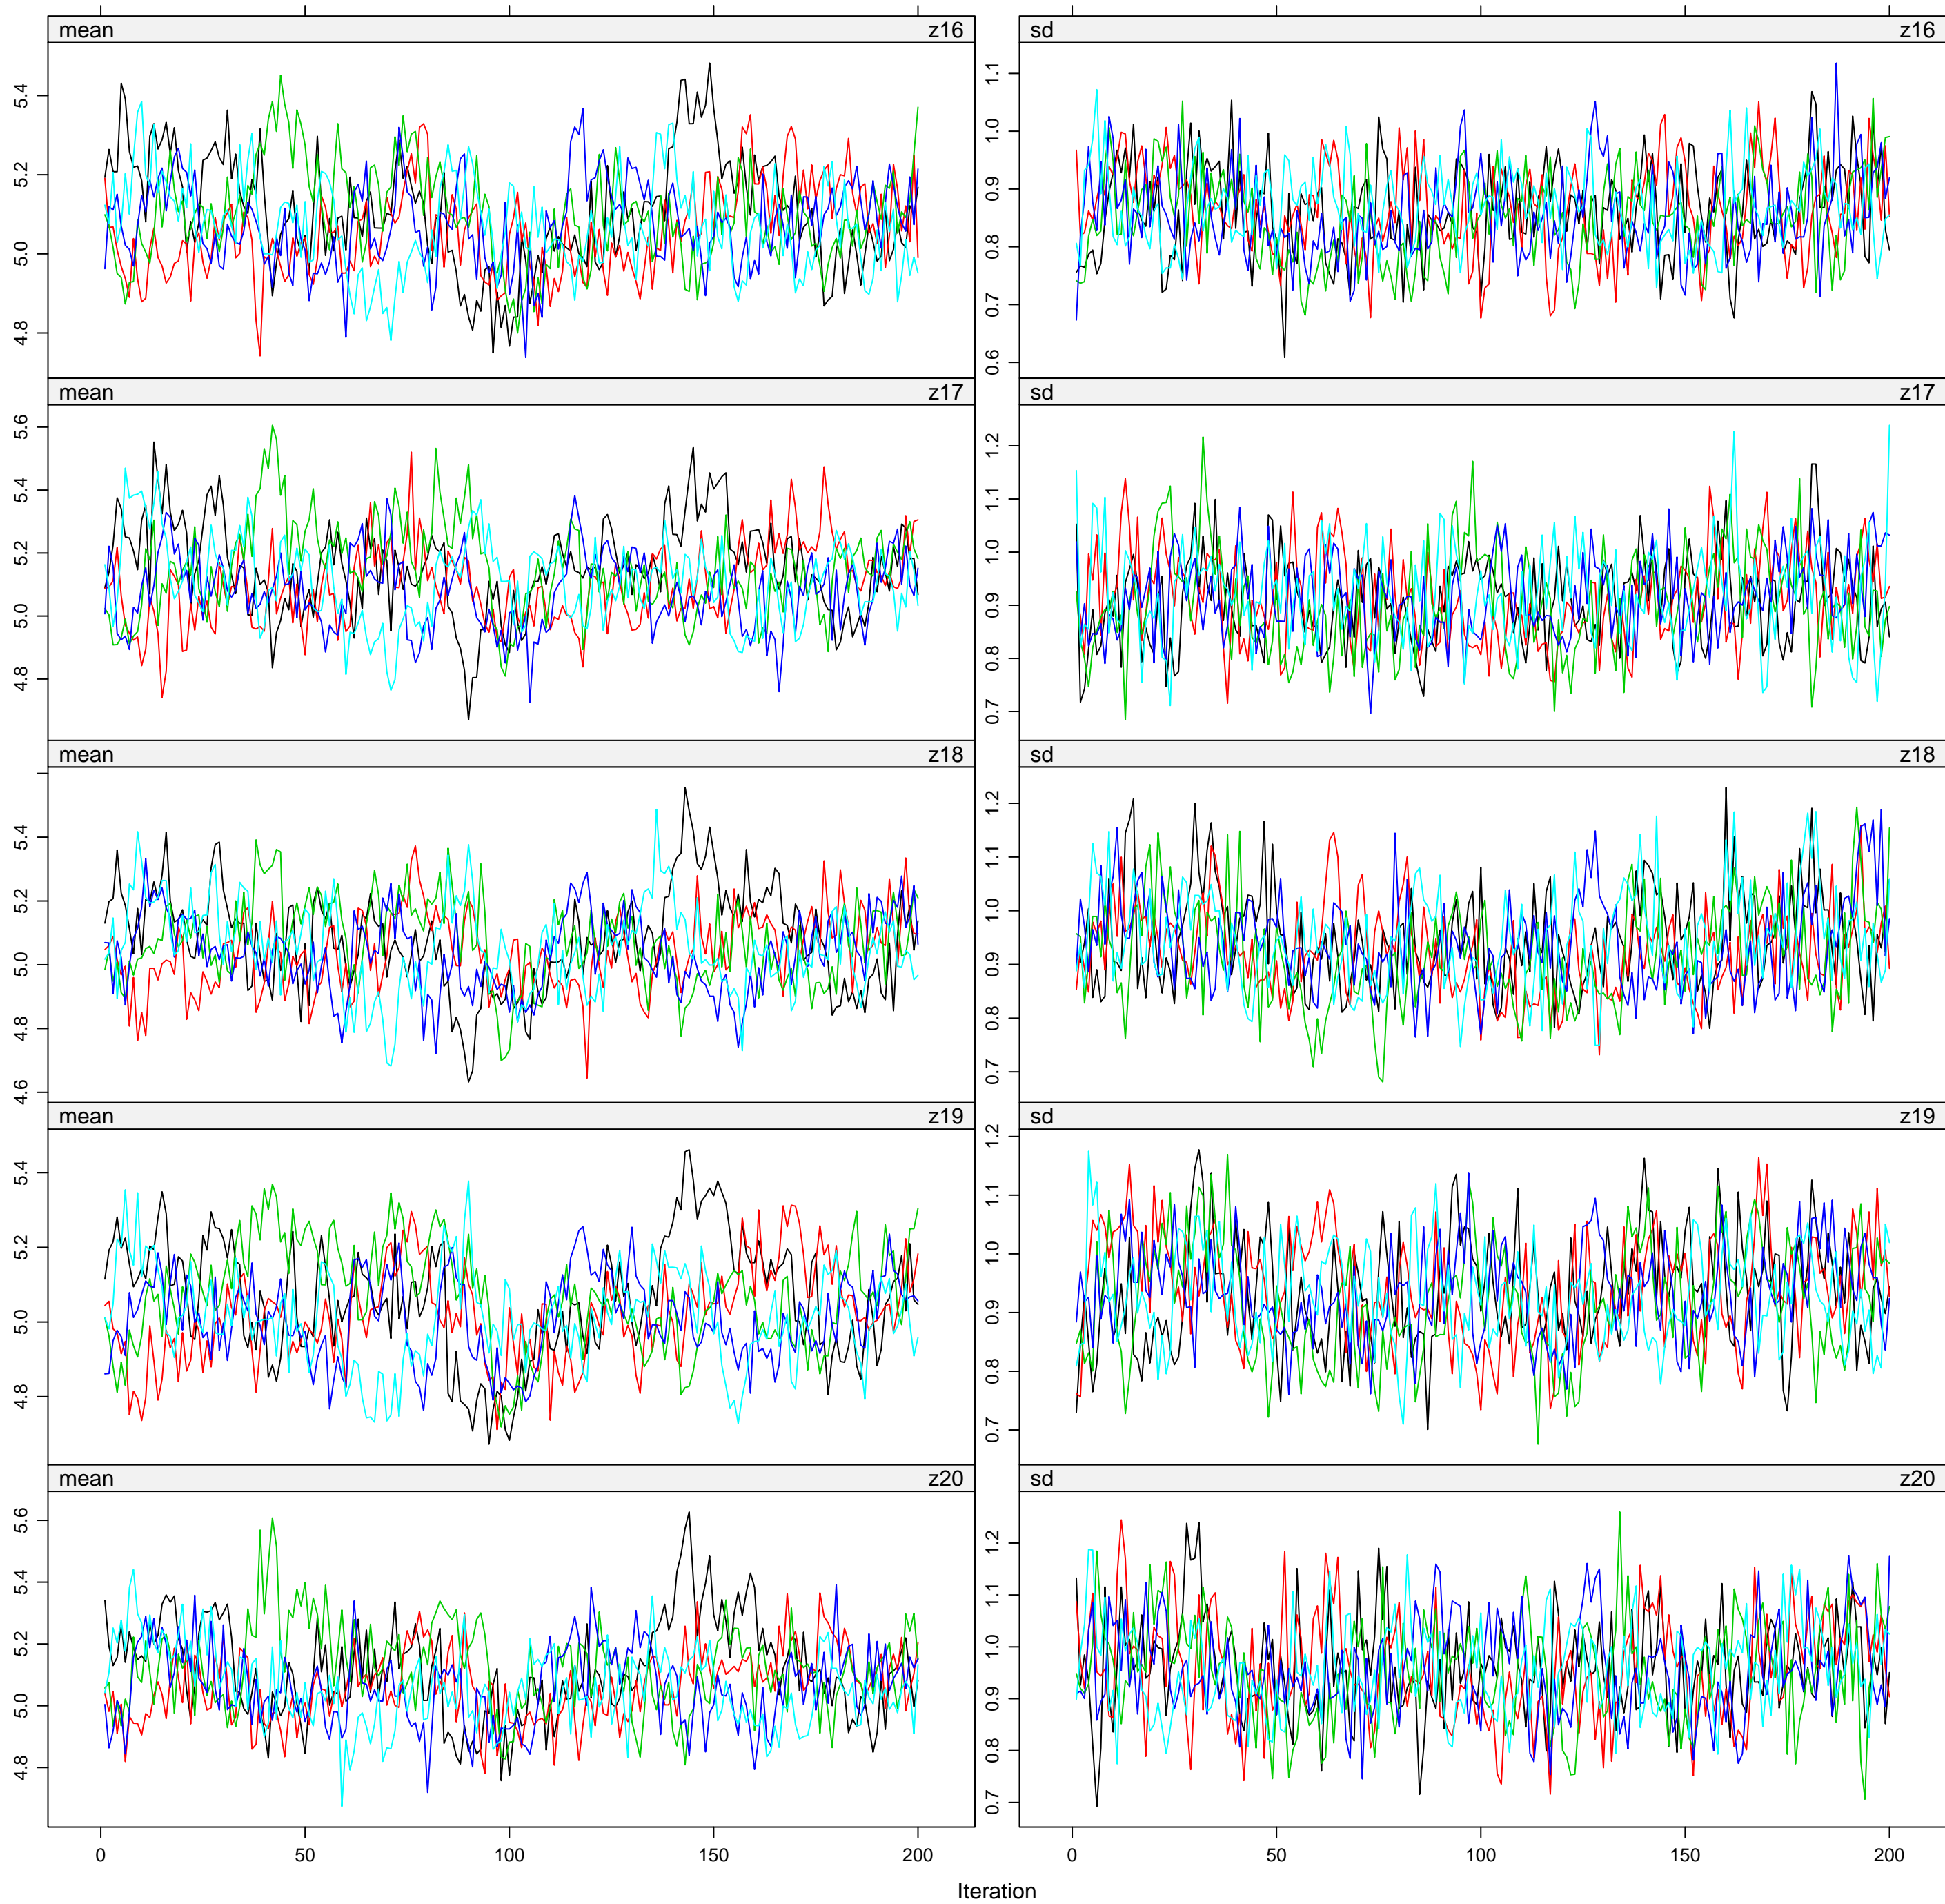 mean z16 sd z16
4.8 5.0 5.2 5.4
0.6 0.7 0.8 0.9 1.0 1.1
mean z17 sd z17
4.8 5.0 5.2 5.4 5.6
0.7 0.8 0.9 1.0 1.1 1.2
mean z18 sd z18
4.6 4.8 5.0 5.2 5.4
0.7 0.8 0.9 1.0 1.1 1.2
mean z19 sd z19
4.8 5.0 5.2 5.4
0.7 0.8 0.9 1.0 1.1 1.2
mean z20 sd z20
4.8 5.0 5.2 5.4 5.6
0.7 0.8 0.9 1.0 1.1 1.2
0 50 100 150 200 0 50 100 150 200
Iteration